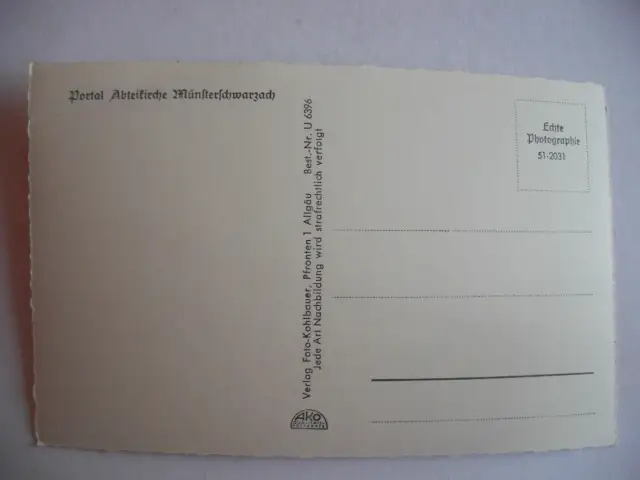 Portal Abteikirche Münsterschwarzach
Verlag Foto-Kohlbauer, Pfronten 1 Allgäu Best.-Nr. U 6396
Jede Art Nachbildung wird strafrechtlich verfolgt
Echte
Photographie
51-2031
AKO